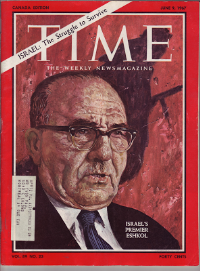 CANADA EDITION
JUNE 9, 1967
ISRAEL: The Struggle to Survive
TIME
THE WEEKLY NEWSMAGAZINE
ISRAEL'S
PREMIER
ESHKOL
FORTY CENTS